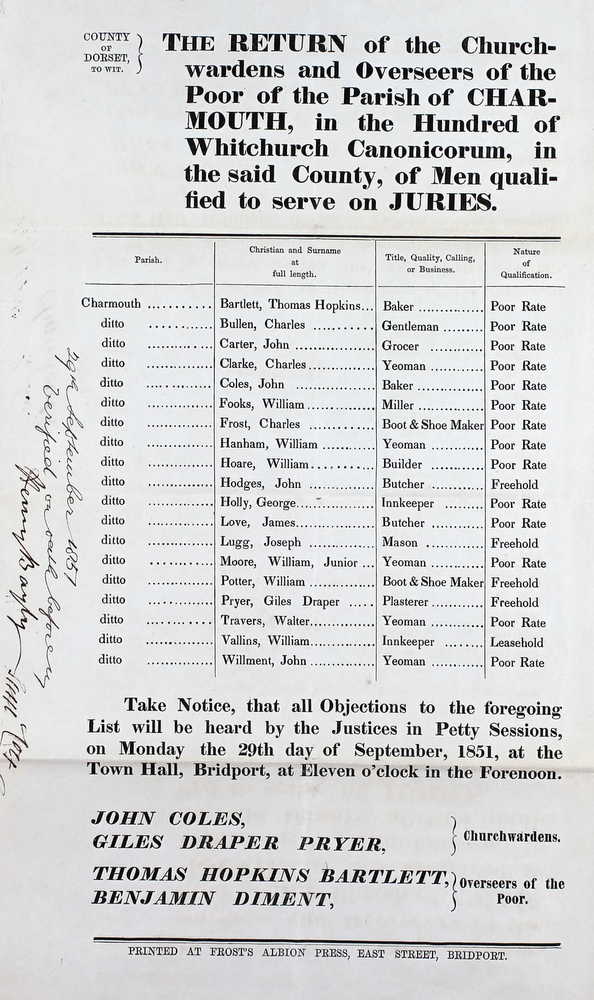 COUNTY
OF
DORSET,
TO WIT.
THE RETURN of the Church-
wardens and Overseers of the
Poor of the Parish of CHAR-
MOUTH, in the Hundred of
Whitchurch Canonicorum, in
the said County, of Men quali-
fied to serve on JURIES.
Parish. Christian and Surname at full length. Title, Quality, Calling, or Business. Nature of Qualification.
Charmouth ........... Bartlett, Thomas Hopkins... Baker ............... Poor Rate
ditto ............. Bullen, Charles ........... Gentleman ......... Poor Rate
ditto ............. Carter, John .............. Grocer ............ Poor Rate
ditto ............. Clarke, Charles............ Yeoman ............ Poor Rate
ditto ............. Coles, John .............. Baker ............... Poor Rate
ditto ............. Fooks, William ............ Miller .............. Poor Rate
ditto ............. Frost, Charles ............ Boot & Shoe Maker Poor Rate
ditto ............. Hanham, William ......... Yeoman ............ Poor Rate
ditto ............. Hoare, William........... Builder ............ Poor Rate
ditto ............. Hodges, John ............ Butcher ............ Freehold
ditto ............. Holly, George.............. Innkeeper ......... Poor Rate
ditto ............. Love, James................ Butcher ............ Poor Rate
ditto ............. Lugg, Joseph ............ Mason ............. Freehold
ditto ............. Moore, William, Junior ... Yeoman ............ Poor Rate
ditto ............. Potter, William ............ Boot & Shoe Maker Freehold
ditto ............. Pryer, Giles Draper ..... Plasterer ............ Freehold
ditto ............. Travers, Walter.............. Yeoman ............ Poor Rate
ditto ............. Vallins, William............. Innkeeper ........ Leasehold
ditto ............. Willment, John ............. Yeoman ............ Poor Rate
Take Notice, that all Objections to the foregoing
List will be heard by the Justices in Petty Sessions,
on Monday the 29th day of September, 1851, at the
Town Hall, Bridport, at Eleven o'clock in the Forenoon.
JOHN COLES,
GILES DRAPER PRYER,
Churchwardens.
THOMAS HOPKINS BARTLETT,
BENJAMIN DIMENT,
Overseers of the
Poor.
PRINTED AT FROST'S ALBION PRESS, EAST STREET, BRIDPORT.
29th September 1851
Verified on oath before
Henry